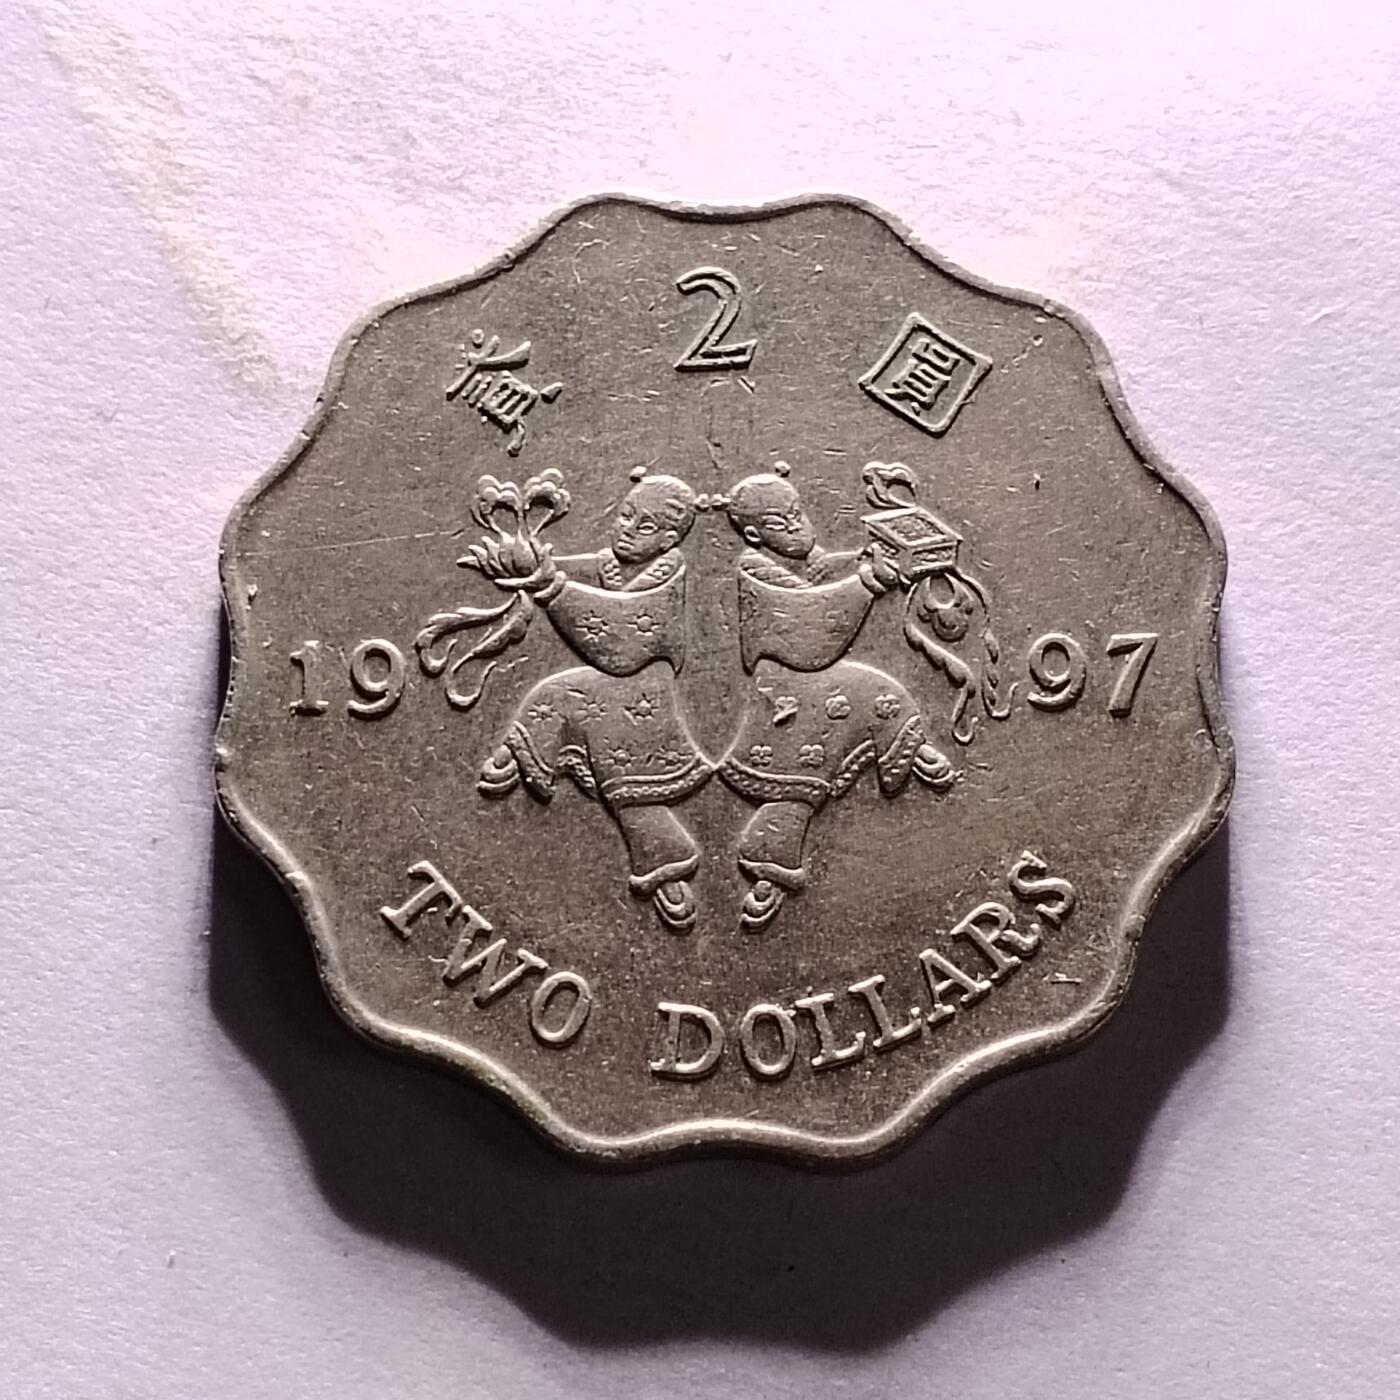 2
貳 圓
19 97
TWO DOLLARS